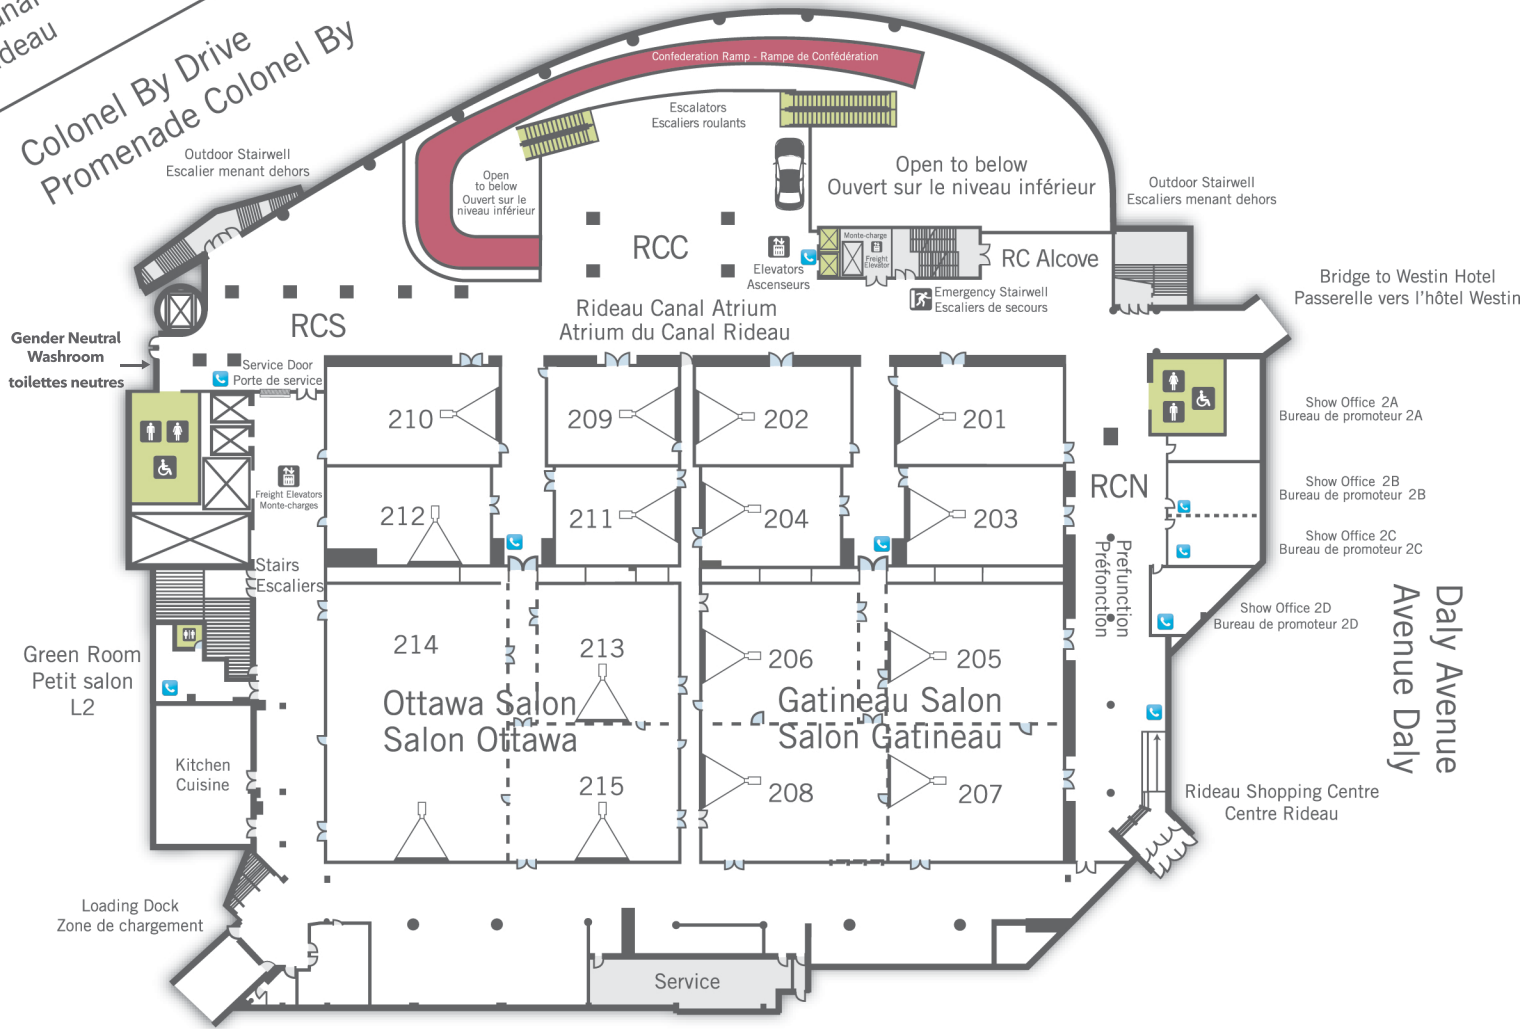 Rideau
Colonel By Drive
Promenade Colonel By
Confederation Ramp - Rampe de Confédération
Escalators
Escaliers roulants
Outdoor Stairwell
Escalier menant dehors
Open
to below
Ouvert sur le
niveau inférieur
Open to below
Ouvert sur le niveau inférieur
Outdoor Stairwell
Escaliers menant dehors
RCC
Elevators
Ascenseurs
Monte-charge
Freight
Elevator
RC Alcove
Emergency Stairwell
Escaliers de secours
Bridge to Westin Hotel
Passerelle vers l'hôtel Westin
RCS
Rideau Canal Atrium
Atrium du Canal Rideau
Gender Neutral
Washroom
toilettes neutres
Service Door
Porte de service
210
209
202
201
Show Office 2A
Bureau de promoteur 2A
Freight Elevators
Monte-charges
212
211
204
203
RCN
Show Office 2B
Bureau de promoteur 2B
Show Office 2C
Bureau de promoteur 2C
Prefunction
Préfonction
Stairs
Escaliers
Show Office 2D
Bureau de promoteur 2D
Daly Avenue
Avenue Daly
Green Room
Petit salon
L2
214
213
206
205
Ottawa Salon
Salon Ottawa
Gatineau Salon
Salon Gatineau
Kitchen
Cuisine
215
208
207
Rideau Shopping Centre
Centre Rideau
Loading Dock
Zone de chargement
Service